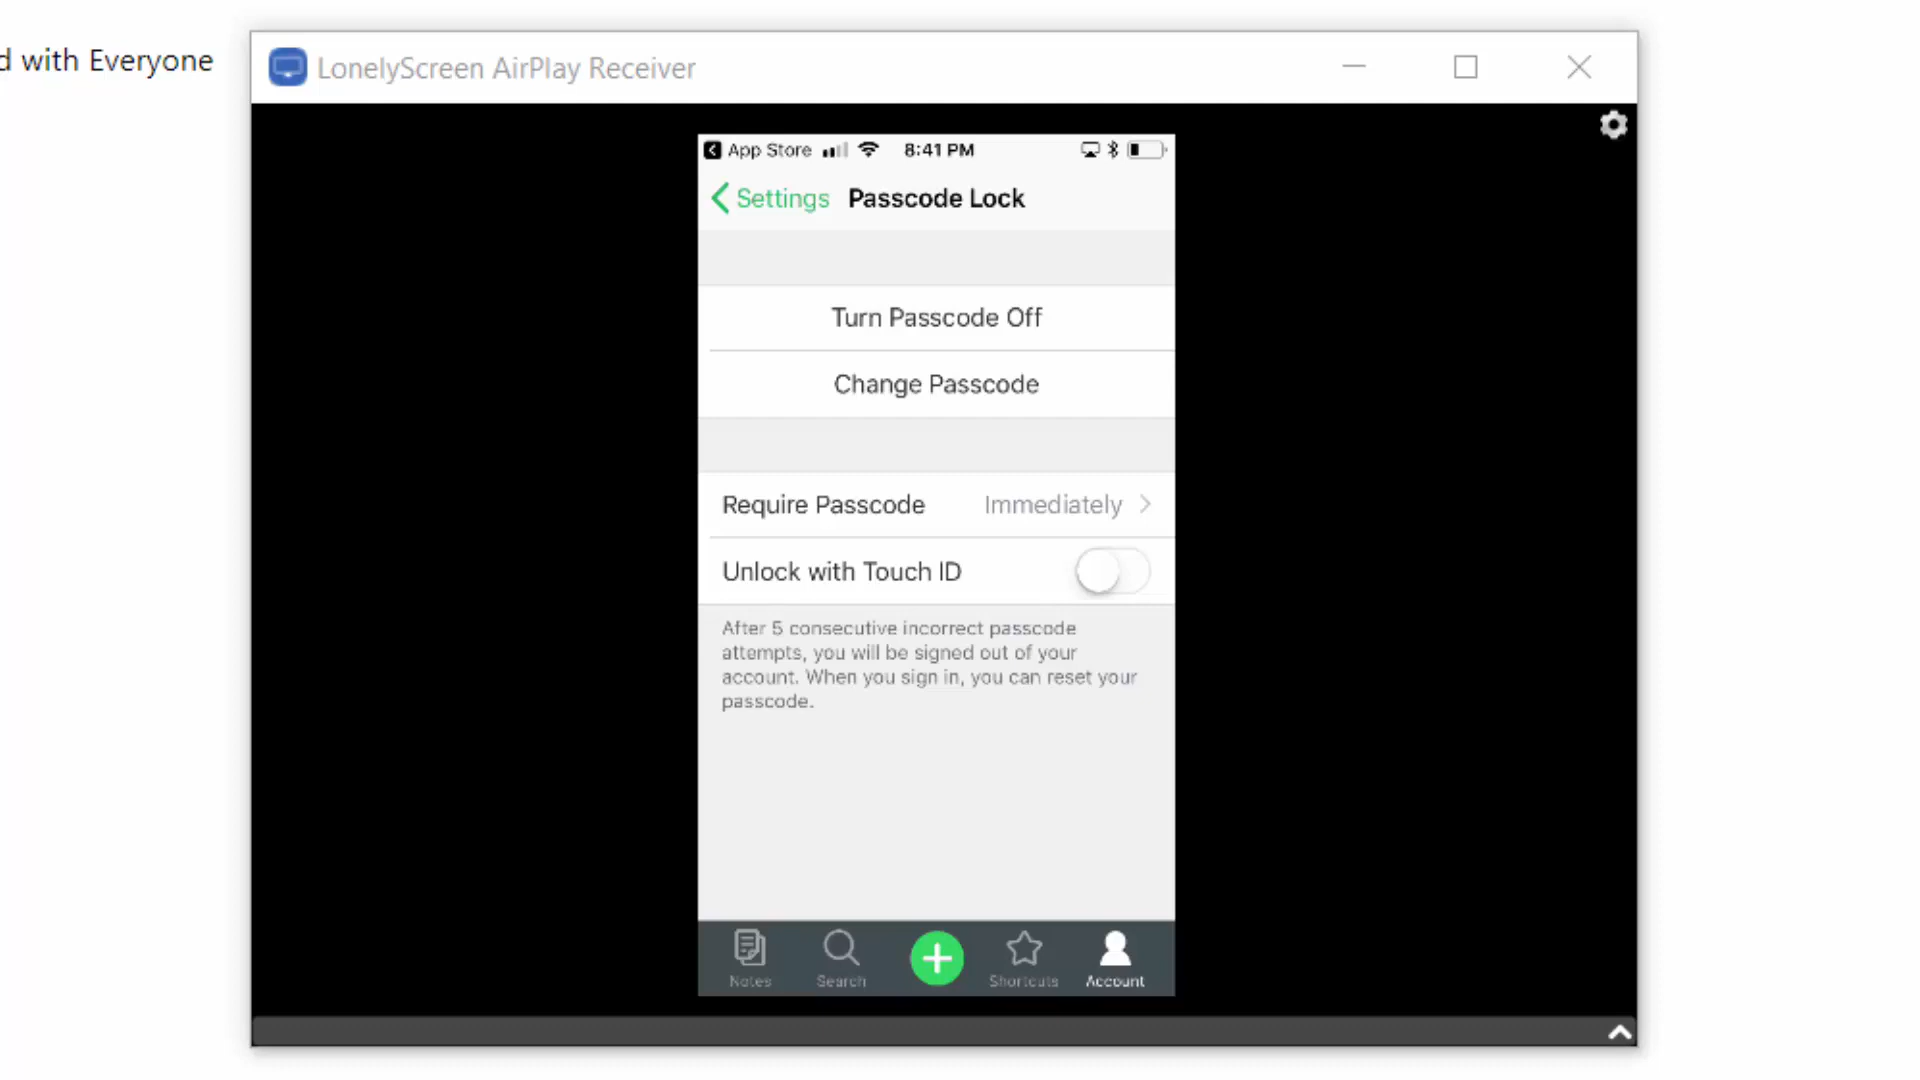 d with Everyone
LonelyScreen AirPlay Receiver
App Store 8:41 PM
Settings Passcode Lock
Turn Passcode Off
Change Passcode
Require Passcode Immediately
Unlock with Touch ID
After 5 consecutive incorrect passcode
attempts, you will be signed out of your
account. When you sign in, you can reset your
passcode.
Notes Search Shortcuts Account